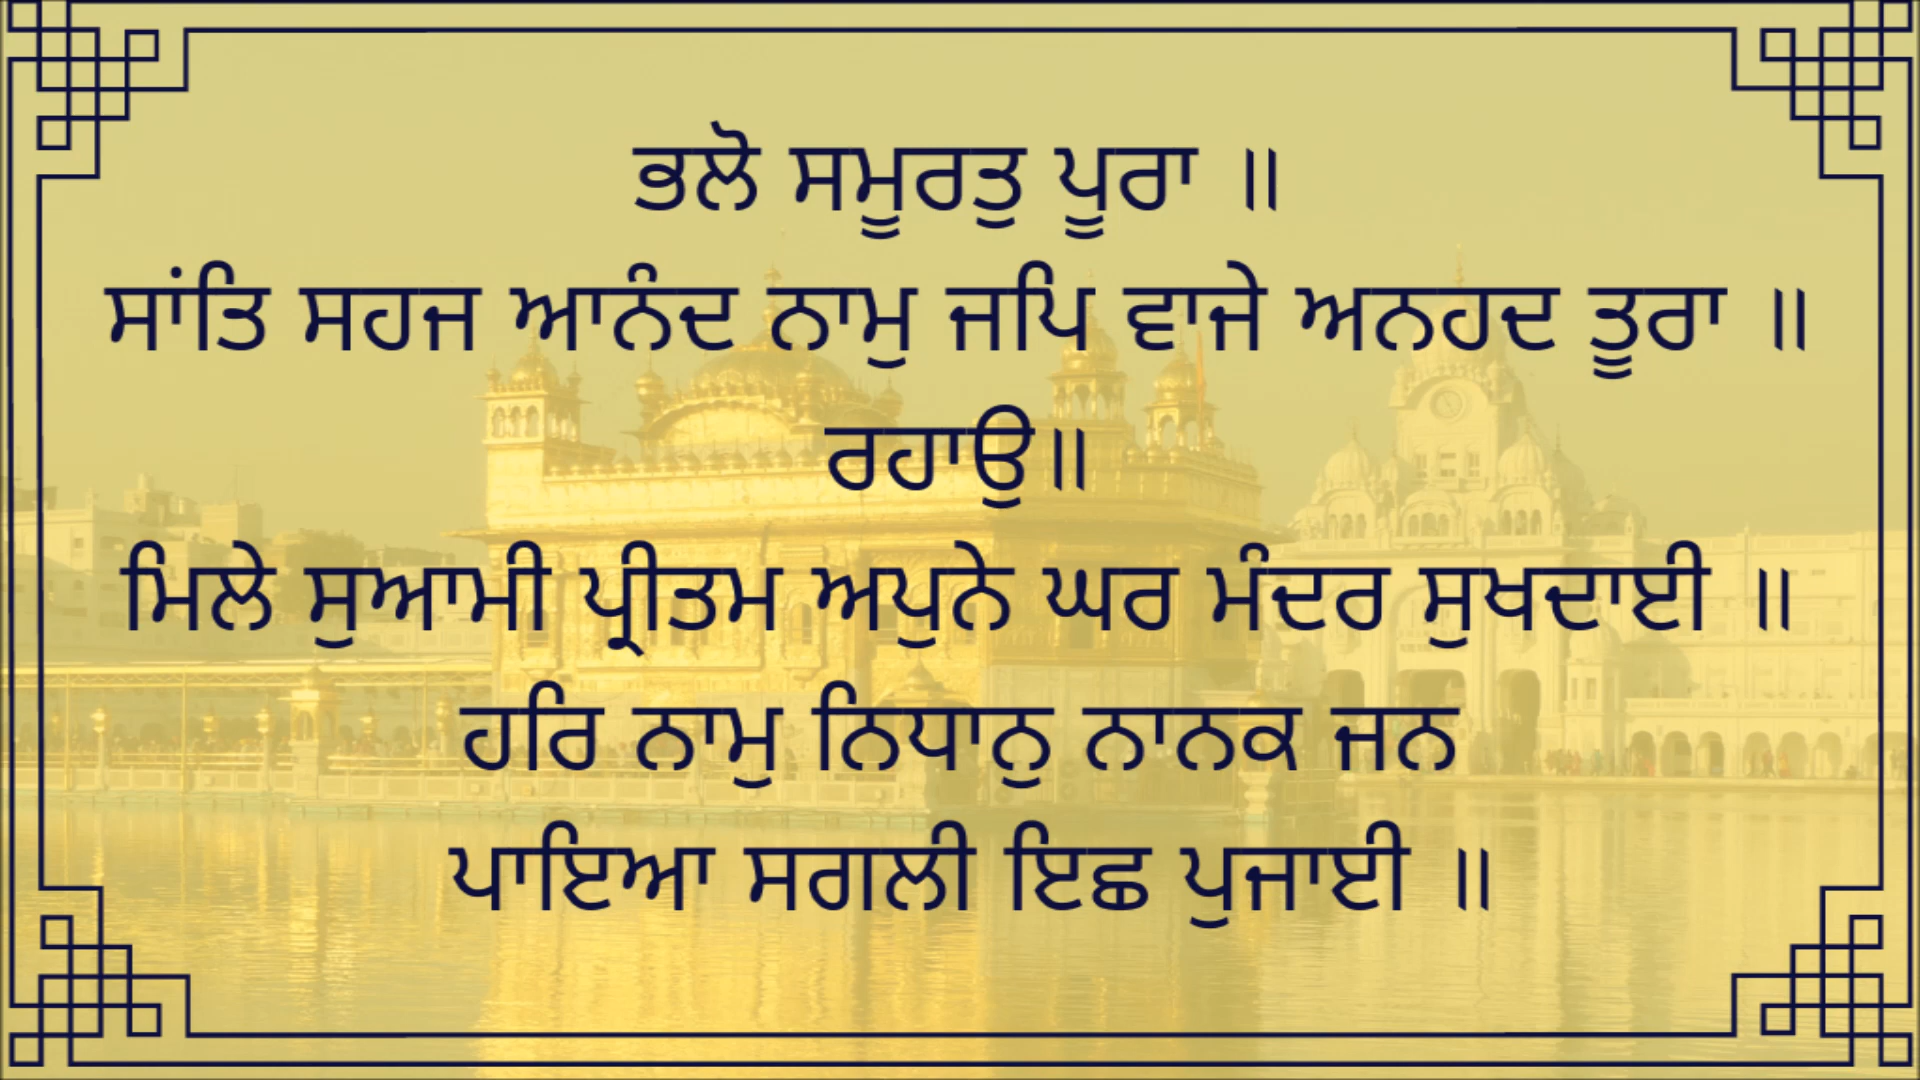 ਭਲੋ ਸਮੂਰਤੁ ਪੂਰਾ ॥
ਸਾਂਤਿ ਸਹਜ ਆਨੰਦ ਨਾਮੁ ਜਪਿ ਵਾਜੇ ਅਨਹਦ ਤੂਰਾ ॥
ਰਹਾਉ॥
ਮਿਲੇ ਸੁਆਮੀ ਪ੍ਰੀਤਮ ਅਪੁਨੇ ਘਰ ਮੰਦਰ ਸੁਖਦਾਈ ॥
ਹਰਿ ਨਾਮੁ ਨਿਧਾਨੁ ਨਾਨਕ ਜਨ
ਪਾਇਆ ਸਗਲੀ ਇਛ ਪੁਜਾਈ ॥